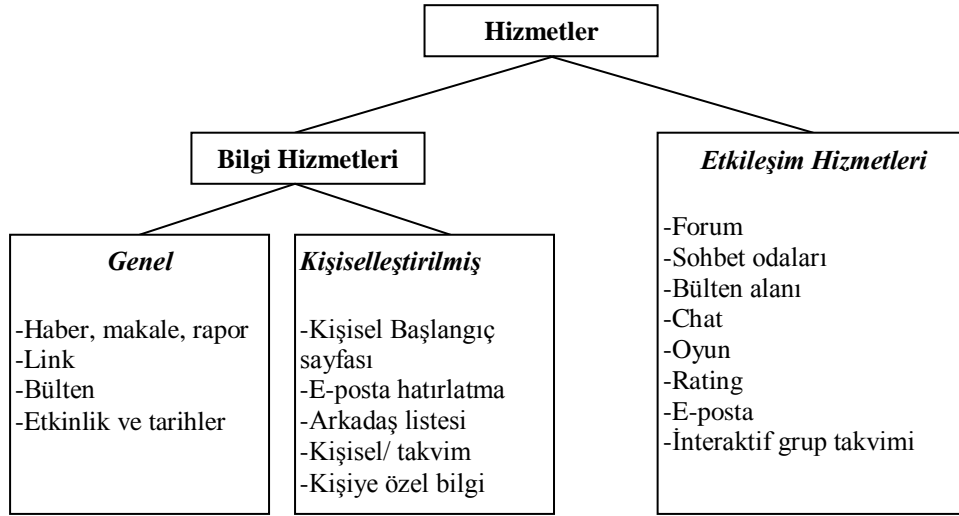 Hizmetler
Bilgi Hizmetleri
Genel
-Haber, makale, rapor
-Link
-Bülten
-Etkinlik ve tarihler
Kişiselleştirilmiş
-Kişisel Başlangıç
sayfası
-E-posta hatırlatma
-Arkadaş listesi
-Kişisel/ takvim
-Kişiye özel bilgi
Etkileşim Hizmetleri
-Forum
-Sohbet odaları
-Bülten alanı
-Chat
-Oyun
-Rating
-E-posta
-İnteraktif grup takvimi